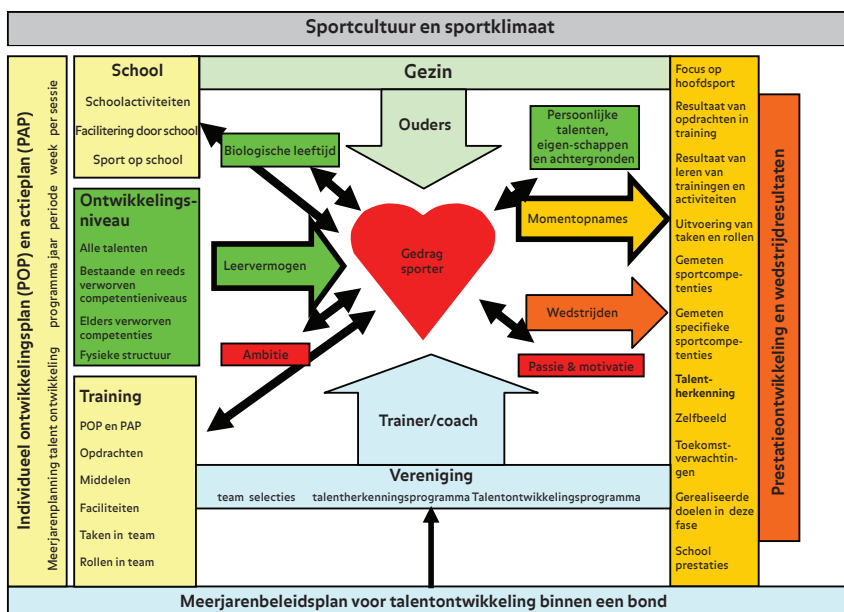 Sportcultuur en sportklimaat
Individueel ontwikkelingsplan (POP) en actieplan (PAP)
Meerjarenplanning talent ontwikkeling programma jaar periode week per sessie
School
Schoolactiviteiten
Facilitering door school
Sport op school
Ontwikkelings-
niveau
Alle talenten
Bestaande en reeds
verworven
competentieniveaus
Elders verworven
competenties
Fysieke structuur
Training
POP en PAP
Opdrachten
Middelen
Faciliteiten
Taken in team
Rollen in team
Gezin
Ouders
Biologische leeftijd
Persoonlijke
talenten,
eigen-schappen
en achtergronden
Leervermogen
Gedrag
sporter
Momentopnames
Wedstrijden
Ambitie
Passie & motivatie
Trainer/coach
Vereniging
team selecties talentherkenningsprogramma Talentontwikkelingsprogramma
Focus op
hoofdsport
Resultaat van
opdrachten in
training
Resultaat van
leren van
trainingen en
activiteiten
Uitvoering van
taken en rollen
Gemeten
sportcompe-
tenties
Gemeten
specifieke
sportcompe-
tenties
Talent-
herkenning
Zelfbeeld
Toekomst-
verwachtin-
gen
Gerealiseerde
doelen in deze
fase
School
prestaties
Prestatieontwikkeling en wedstrijdresultaten
Meerjarenbeleidsplan voor talentontwikkeling binnen een bond